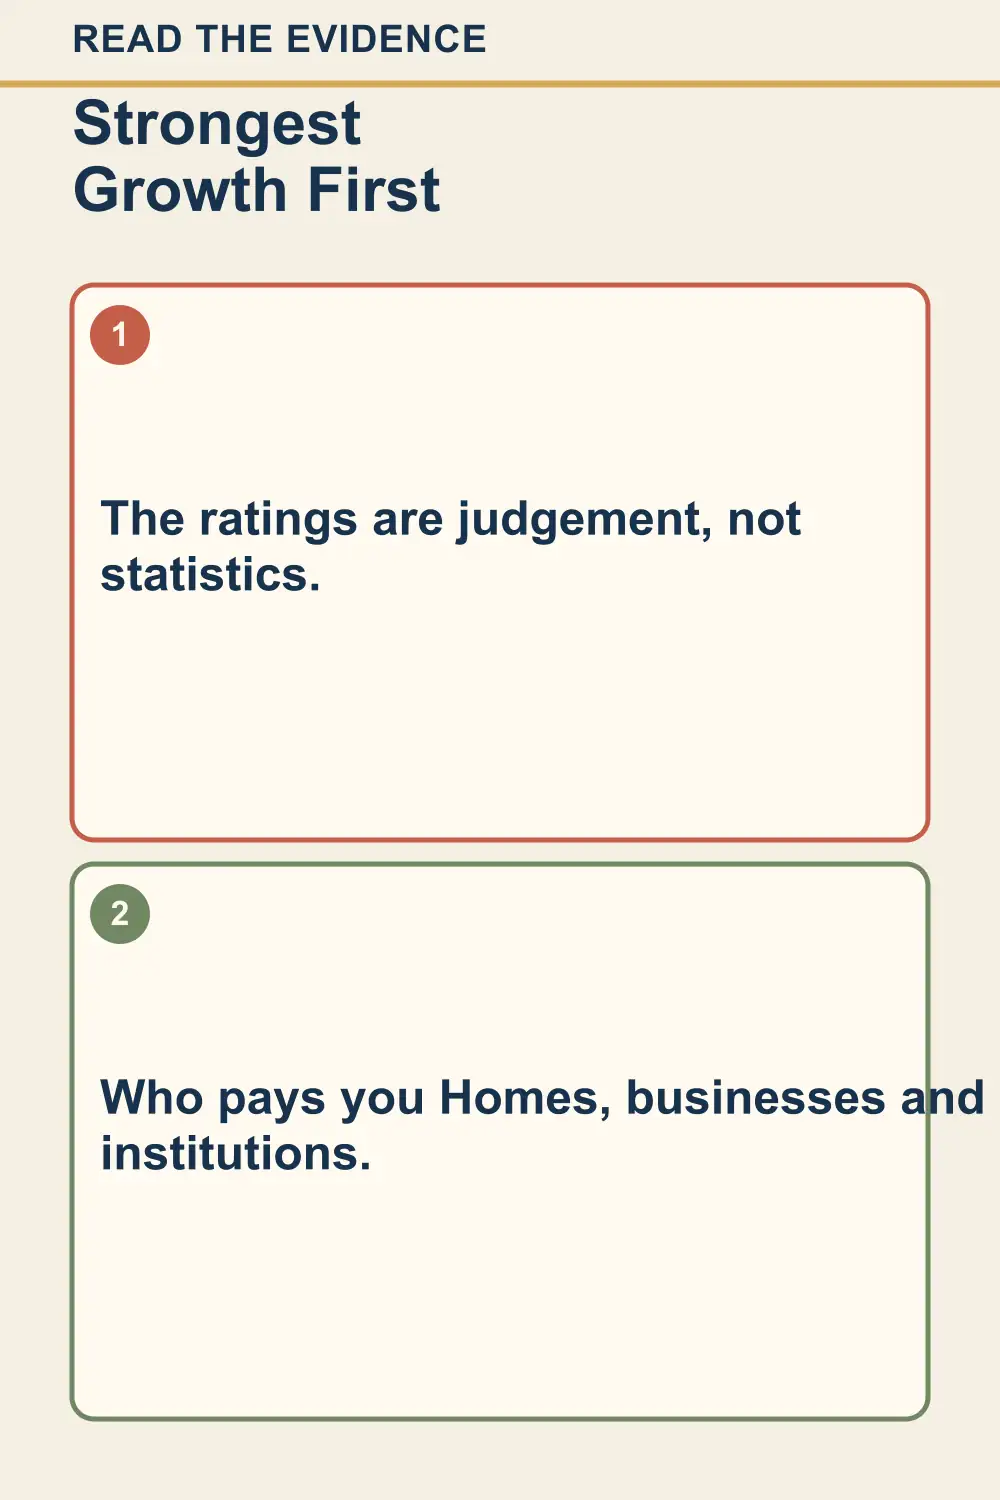 READ THE EVIDENCE
Strongest
Growth First
1
The ratings are judgement, not
statistics.
2
Who pays you Homes, businesses and
institutions.